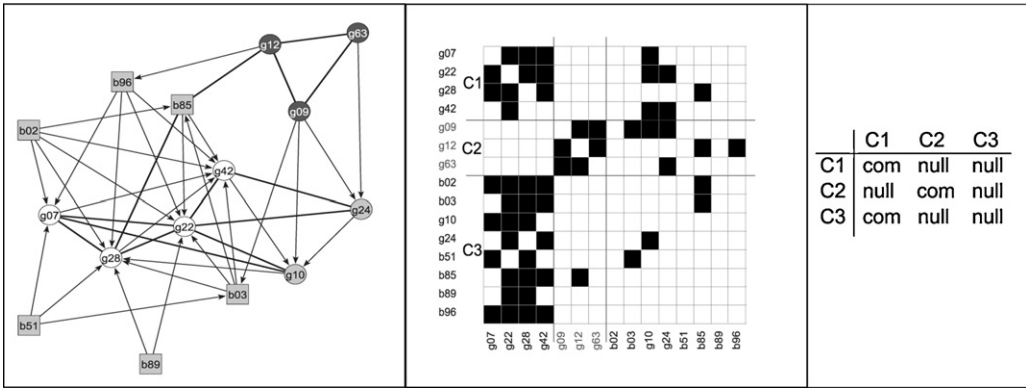 g12
g63
b96
b85
g09
b02
g42
g07
g22
g24
g28
g10
b03
b51
b89
g07
g22
g28
g42
g09
g12
g63
b02
b03
g10
g24
b51
b85
b89
b96
C1
C2
C3
g07 g22 g28 g42 g09 g12 g63 b02 b03 g10 g24 b51 b85 b89 b96
C1 C2 C3
C1 com null null
C2 null com null
C3 com null null